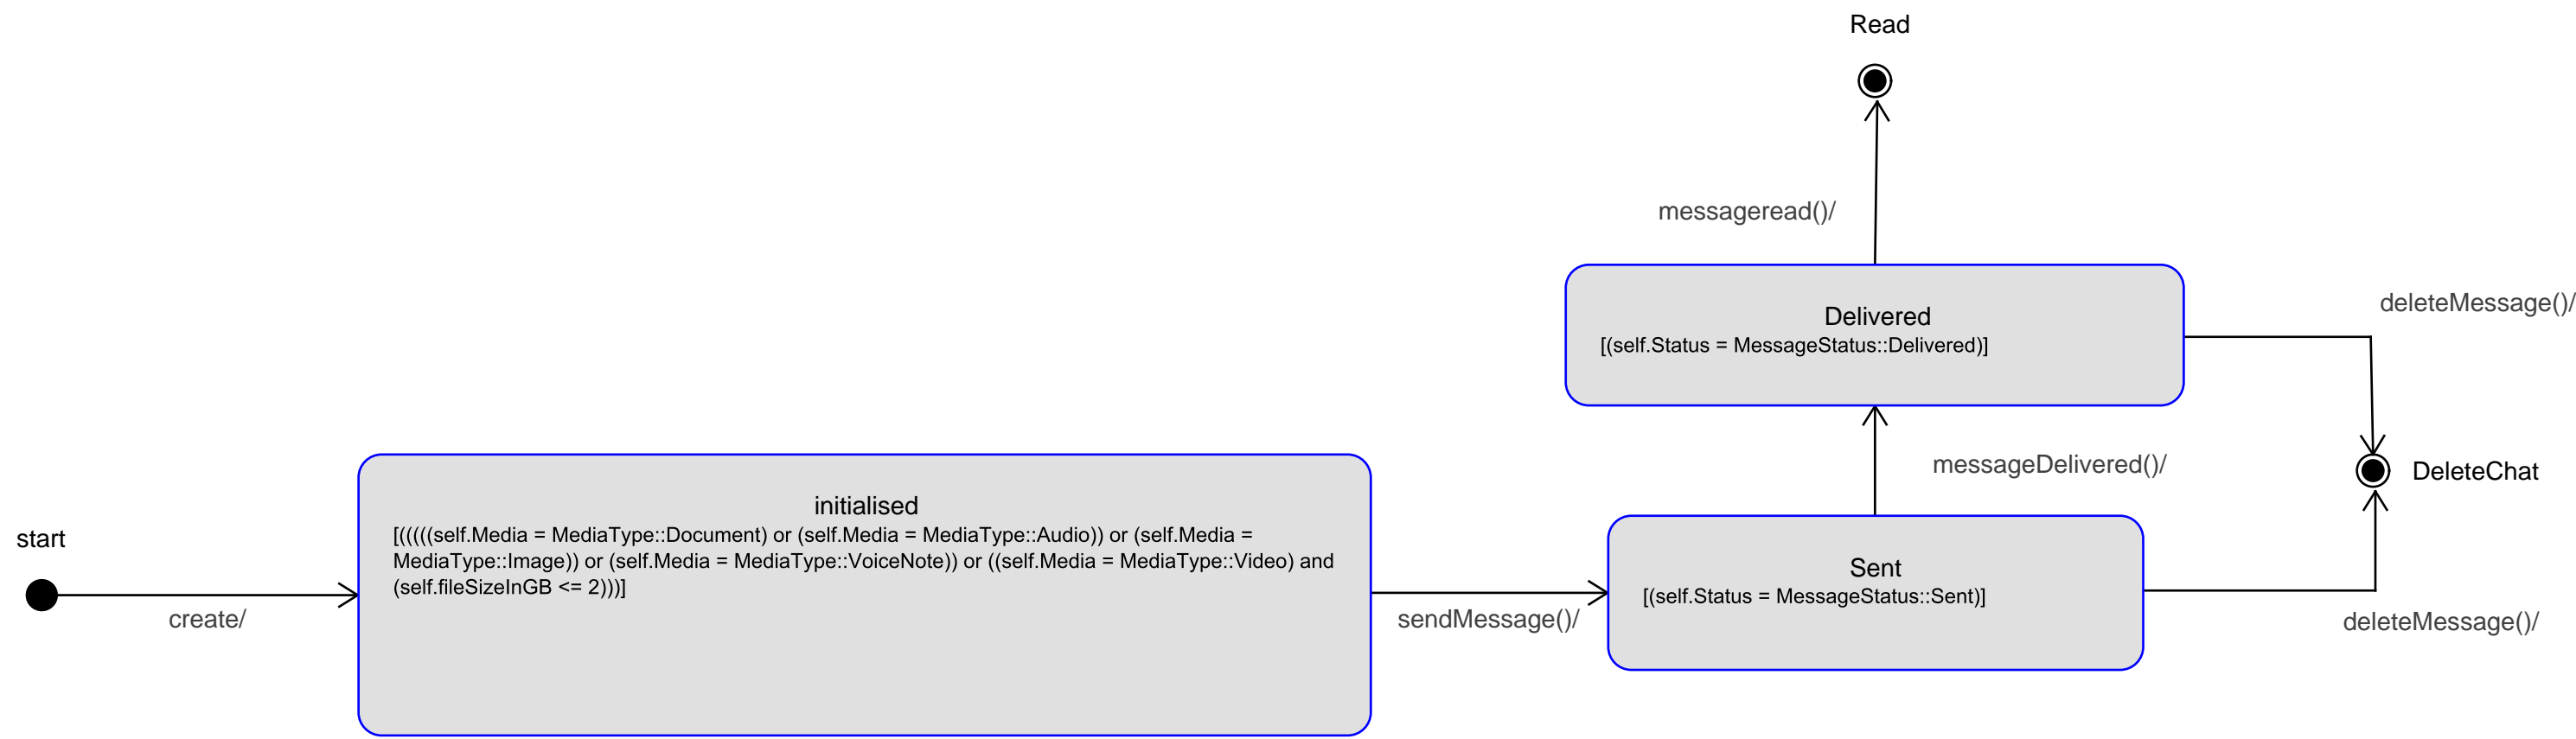 Read
messageread()/
deleteMessage()/
Delivered
[(self.Status = MessageStatus::Delivered)]
messageDelivered()/
DeleteChat
initialised
[(((((self.Media = MediaType::Document) or (self.Media = MediaType::Audio)) or (self.Media =
MediaType::Image)) or (self.Media = MediaType::VoiceNote)) or ((self.Media = MediaType::Video) and
(self.fileSizeInGB <= 2)))]
start
create/
sendMessage()/
Sent
[(self.Status = MessageStatus::Sent)]
deleteMessage()/